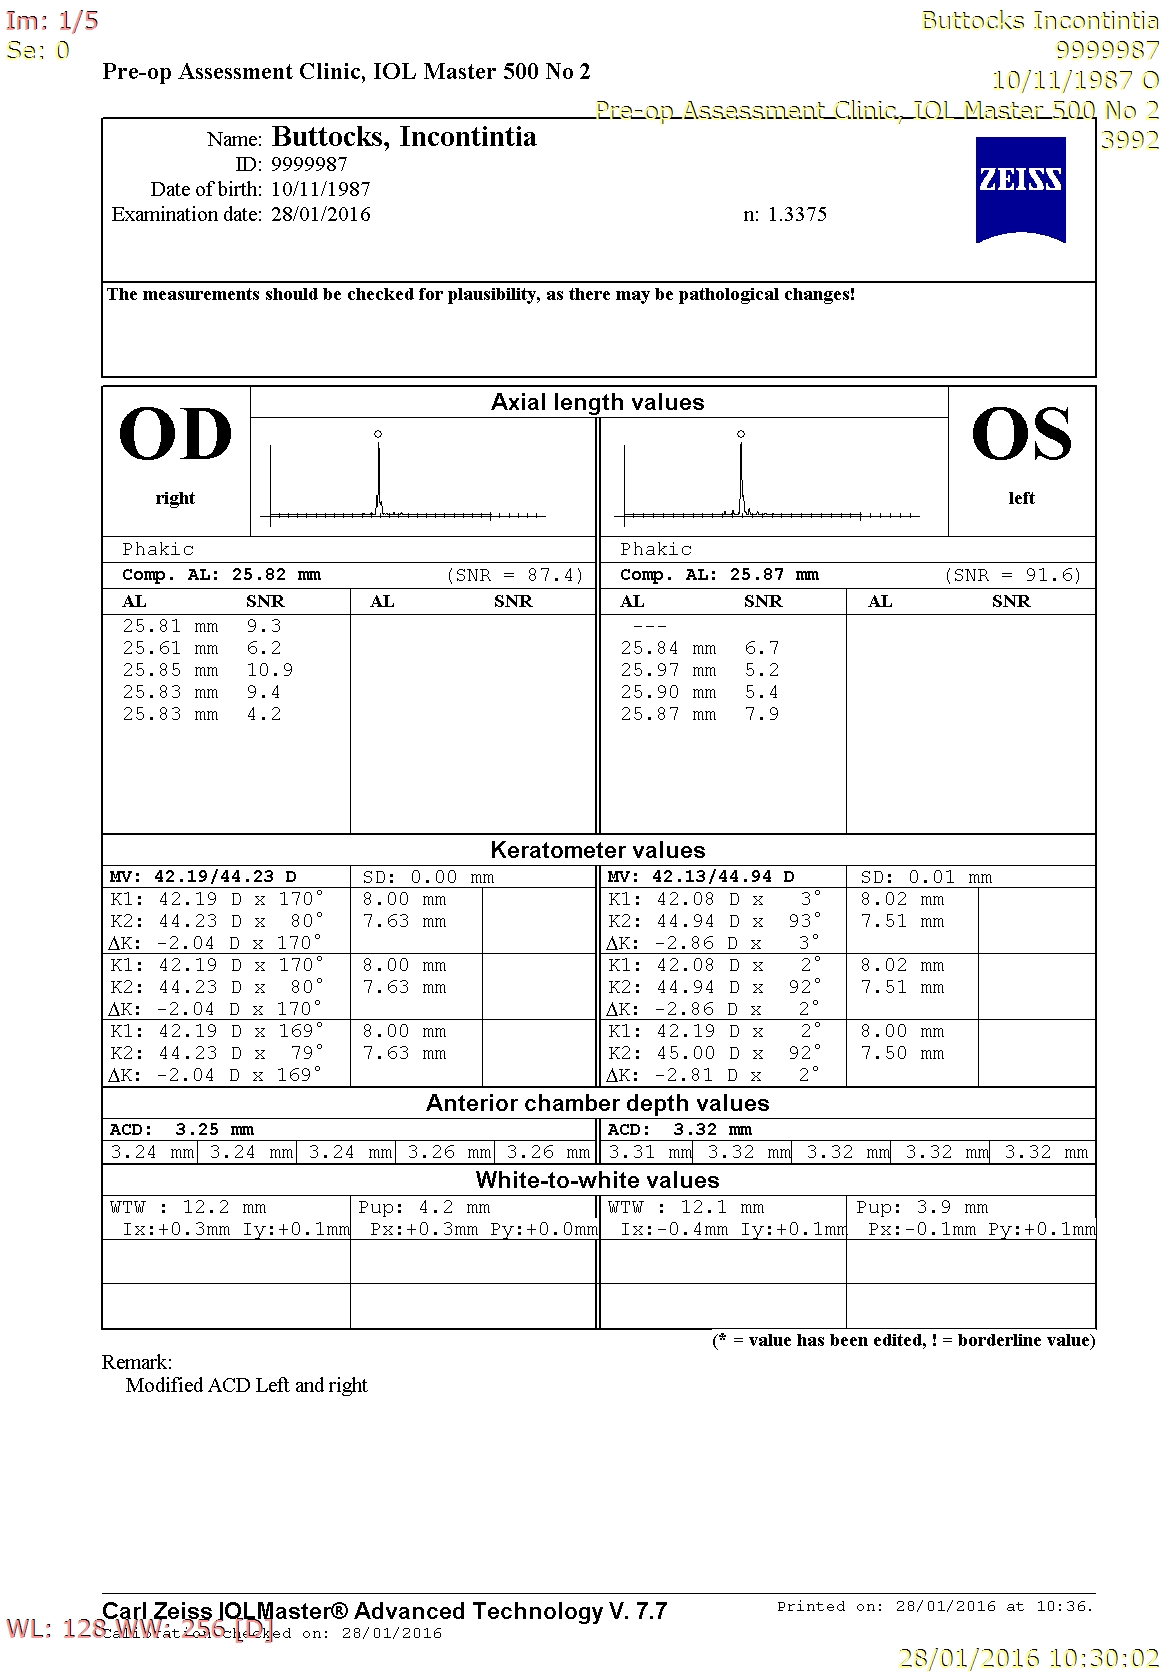 Im: 1/5
Se: 0
Buttocks Incontintia
9999987
10/11/1987 O
Pre-op Assessment Clinic, IOL Master 500 No 2
3992
Pre-op Assessment Clinic, IOL Master 500 No 2
Name: Buttocks, Incontintia
ID: 9999987
Date of birth: 10/11/1987
Examination date: 28/01/2016 n: 1.3375
ZEISS
The measurements should be checked for plausibility, as there may be pathological changes!
OD
right
Axial length values
OS
left
Phakic Phakic
Comp. AL: 25.82 mm (SNR = 87.4) Comp. AL: 25.87 mm (SNR = 91.6)
AL SNR AL SNR AL SNR AL SNR
25.81 mm 9.3 ---
25.61 mm 6.2 25.84 mm 6.7
25.85 mm 10.9 25.97 mm 5.2
25.83 mm 9.4 25.90 mm 5.4
25.83 mm 4.2 25.87 mm 7.9
Keratometer values
MV: 42.19/44.23 D SD: 0.00 mm MV: 42.13/44.94 D SD: 0.01 mm
K1: 42.19 D x 170° 8.00 mm K1: 42.08 D x 3° 8.02 mm
K2: 44.23 D x 80° 7.63 mm K2: 44.94 D x 93° 7.51 mm
ΔK: -2.04 D x 170° ΔK: -2.86 D x 3°
K1: 42.19 D x 170° 8.00 mm K1: 42.08 D x 2° 8.02 mm
K2: 44.23 D x 80° 7.63 mm K2: 44.94 D x 92° 7.51 mm
ΔK: -2.04 D x 170° ΔK: -2.86 D x 2°
K1: 42.19 D x 169° 8.00 mm K1: 42.19 D x 2° 8.00 mm
K2: 44.23 D x 79° 7.63 mm K2: 45.00 D x 92° 7.50 mm
ΔK: -2.04 D x 169° ΔK: -2.81 D x 2°
Anterior chamber depth values
ACD: 3.25 mm ACD: 3.32 mm
3.24 mm 3.24 mm 3.24 mm 3.26 mm 3.26 mm 3.31 mm 3.32 mm 3.32 mm 3.32 mm 3.32 mm
White-to-white values
WTW : 12.2 mm Pup: 4.2 mm WTW : 12.1 mm Pup: 3.9 mm
Ix:+0.3mm Iy:+0.1mm Px:+0.3mm Py:+0.0mm Ix:-0.4mm Iy:+0.1mm Px:-0.1mm Py:+0.1mm
(* = value has been edited, ! = borderline value)
Remark:
Modified ACD Left and right
Carl Zeiss IOLMaster® Advanced Technology V. 7.7 Printed on: 28/01/2016 at 10:36.
WL: 128 WW: 256 [D]
Calibration checked on: 28/01/2016
28/01/2016 10:30:02